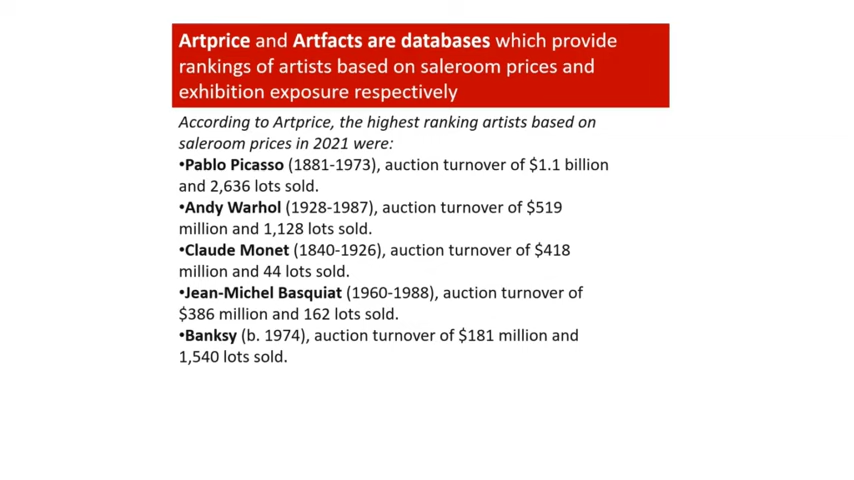 Artprice and Artfacts are databases which provide
rankings of artists based on saleroom prices and
exhibition exposure respectively
According to Artprice, the highest ranking artists based on
saleroom prices in 2021 were:
•Pablo Picasso (1881-1973), auction turnover of $1.1 billion
and 2,636 lots sold.
•Andy Warhol (1928-1987), auction turnover of $519
million and 1,128 lots sold.
•Claude Monet (1840-1926), auction turnover of $418
million and 44 lots sold.
•Jean-Michel Basquiat (1960-1988), auction turnover of
$386 million and 162 lots sold.
•Banksy (b. 1974), auction turnover of $181 million and
1,540 lots sold.